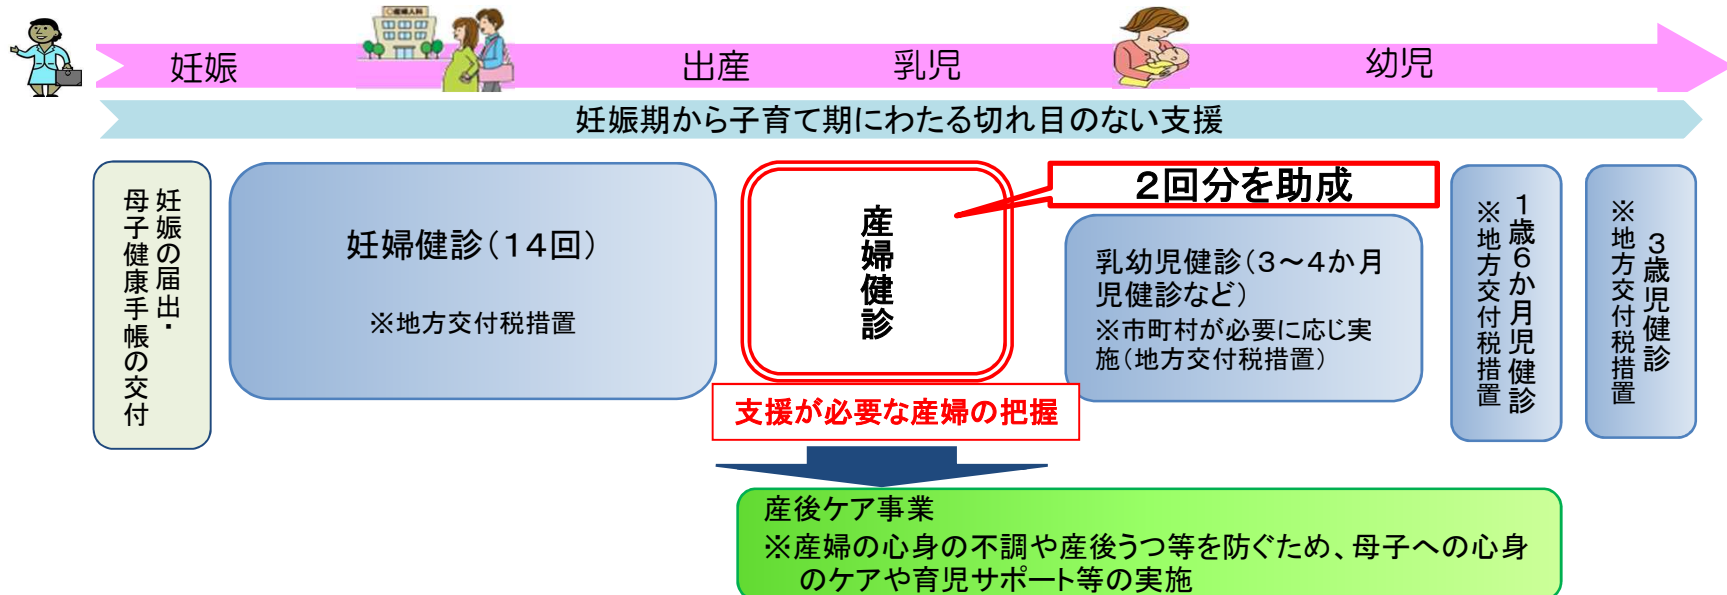 産婦人科
妊娠
出産
乳児
幼児
妊娠期から子育て期にわたる切れ目のない支援
妊娠の届出・
母子健康手帳の交付
妊婦健診(14回)
※地方交付税措置
産婦健診
2回分を助成
支援が必要な産婦の把握
乳幼児健診(3～4か月
児健診など)
※市町村が必要に応じ実
施(地方交付税措置)
1歳6か月児健診
※地方交付税措置
3歳児健診
※地方交付税措置
産後ケア事業
※産婦の心身の不調や産後うつ等を防ぐため、母子への心身
のケアや育児サポート等の実施